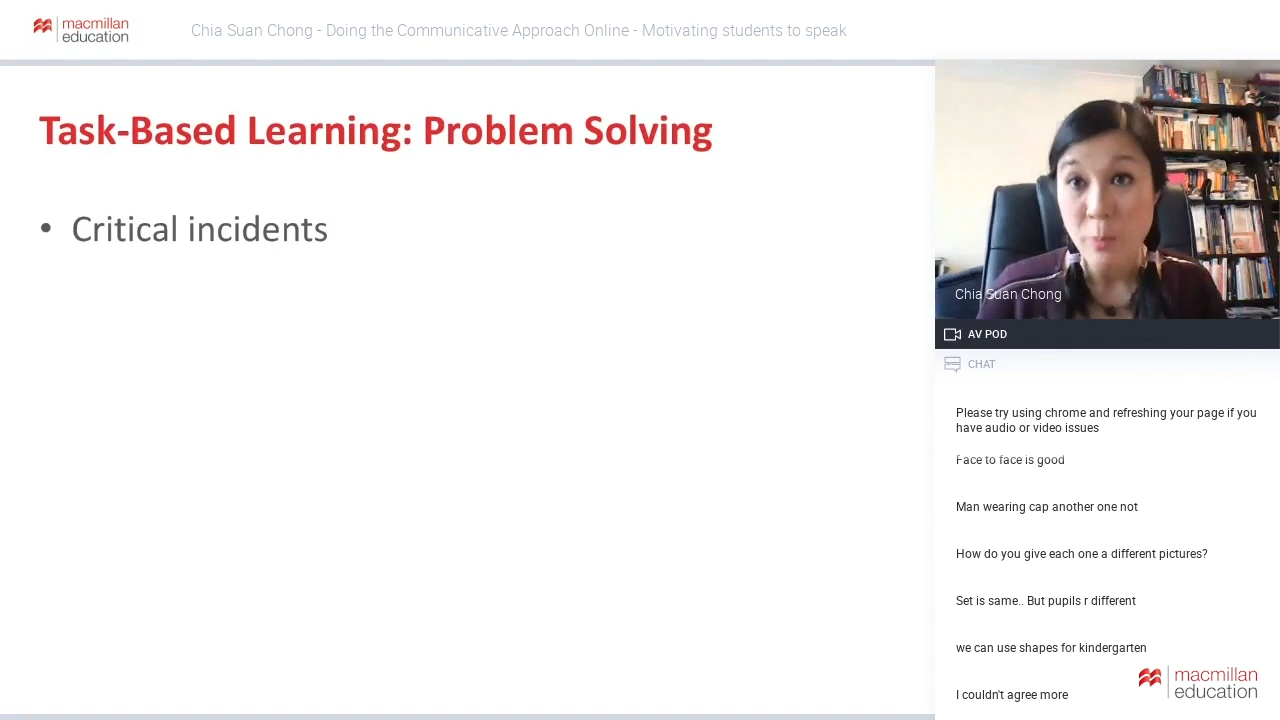 macmillan
education
Chia Suan Chong - Doing the Communicative Approach Online - Motivating students to speak
Task-Based Learning: Problem Solving
• Critical incidents
Chia Suan Chong
AV POD
CHAT
Please try using chrome and refreshing your page if you
have audio or video issues
Face to face is good
Man wearing cap another one not
How do you give each one a different pictures?
Set is same.. But pupils r different
we can use shapes for kindergarten
I couldn't agree more
macmillan
education